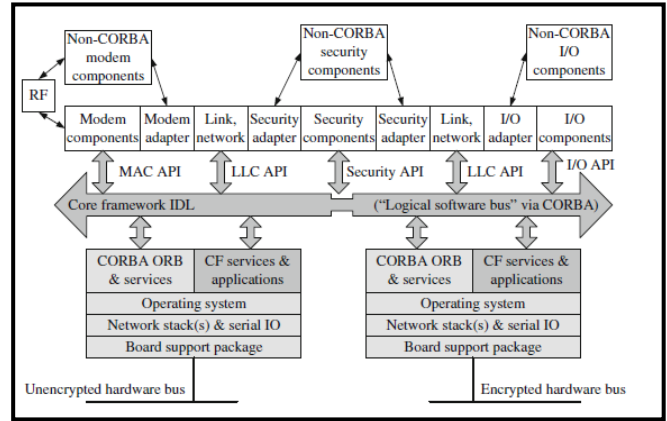 Non-CORBA
modem
components
Non-CORBA
security
components
Non-CORBA
I/O
components
RF
Modem
components
Modem
adapter
Link,
network
Security
adapter
Security
components
Security
adapter
Link,
network
I/O
adapter
I/O
components
MAC API
LLC API
Security API
LLC API
I/O API
Core framework IDL
("Logical software bus" via CORBA)
CORBA ORB
& services
CF services &
applications
Operating system
Network stack(s) & serial IO
Board support package
CORBA ORB
& services
CF services &
applications
Operating system
Network stack(s) & serial IO
Board support package
Unencrypted hardware bus
Encrypted hardware bus